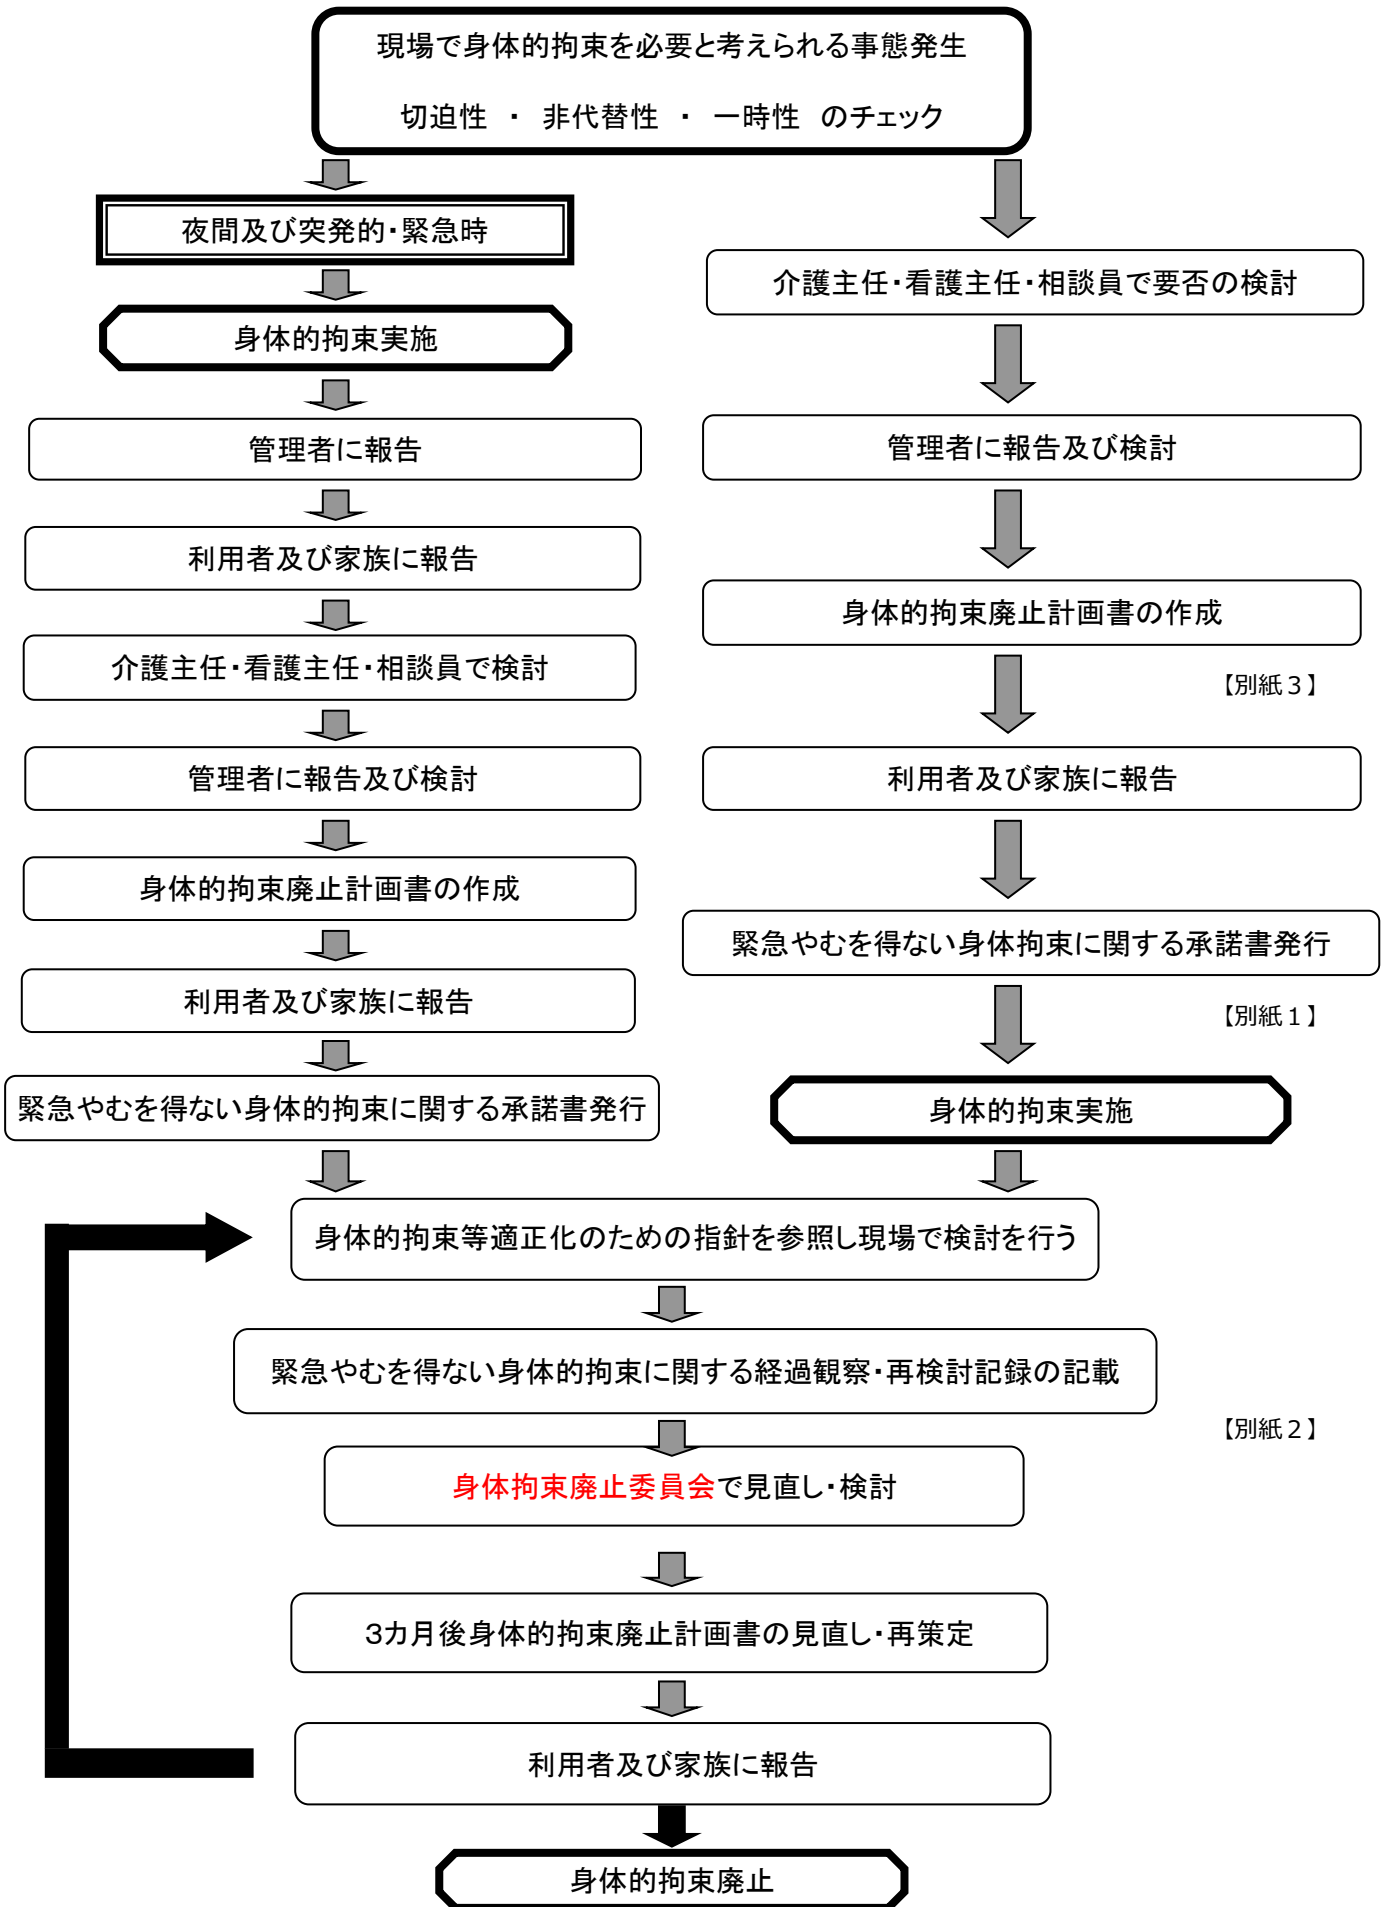 現場で身体的拘束を必要と考えられる事態発生
切迫性 ・ 非代替性 ・ 一時性 のチェック
夜間及び突発的・緊急時
身体的拘束実施
管理者に報告
利用者及び家族に報告
介護主任・看護主任・相談員で検討
管理者に報告及び検討
身体的拘束廃止計画書の作成
利用者及び家族に報告
緊急やむを得ない身体的拘束に関する承諾書発行
介護主任・看護主任・相談員で要否の検討
管理者に報告及び検討
身体的拘束廃止計画書の作成
【別紙３】
利用者及び家族に報告
緊急やむを得ない身体拘束に関する承諾書発行
【別紙１】
身体的拘束実施
身体的拘束等適正化のための指針を参照し現場で検討を行う
緊急やむを得ない身体的拘束に関する経過観察・再検討記録の記載
【別紙２】
身体拘束廃止委員会で見直し・検討
3カ月後身体的拘束廃止計画書の見直し・再策定
利用者及び家族に報告
身体的拘束廃止